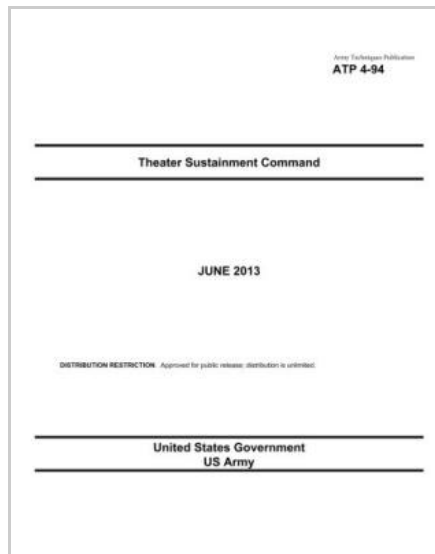 Army Techniques Publication
ATP 4-94
Theater Sustainment Command
JUNE 2013
DISTRIBUTION RESTRICTION. Approved for public release; distribution is unlimited.
United States Government
US Army